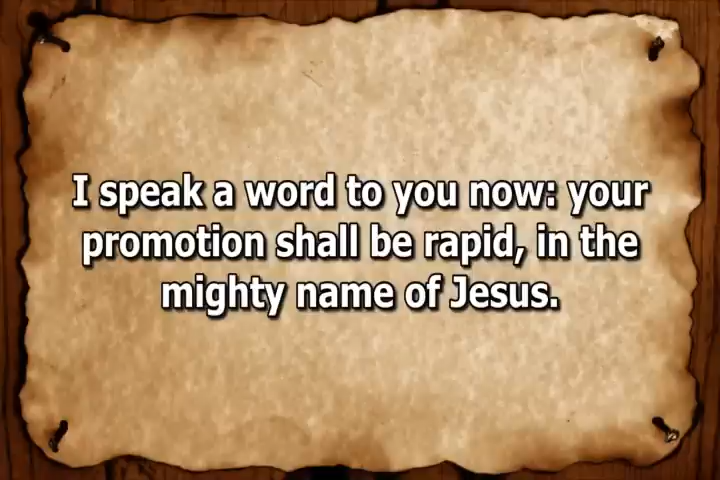 I speak a word to you now: your
promotion shall be rapid, in the
mighty name of Jesus.